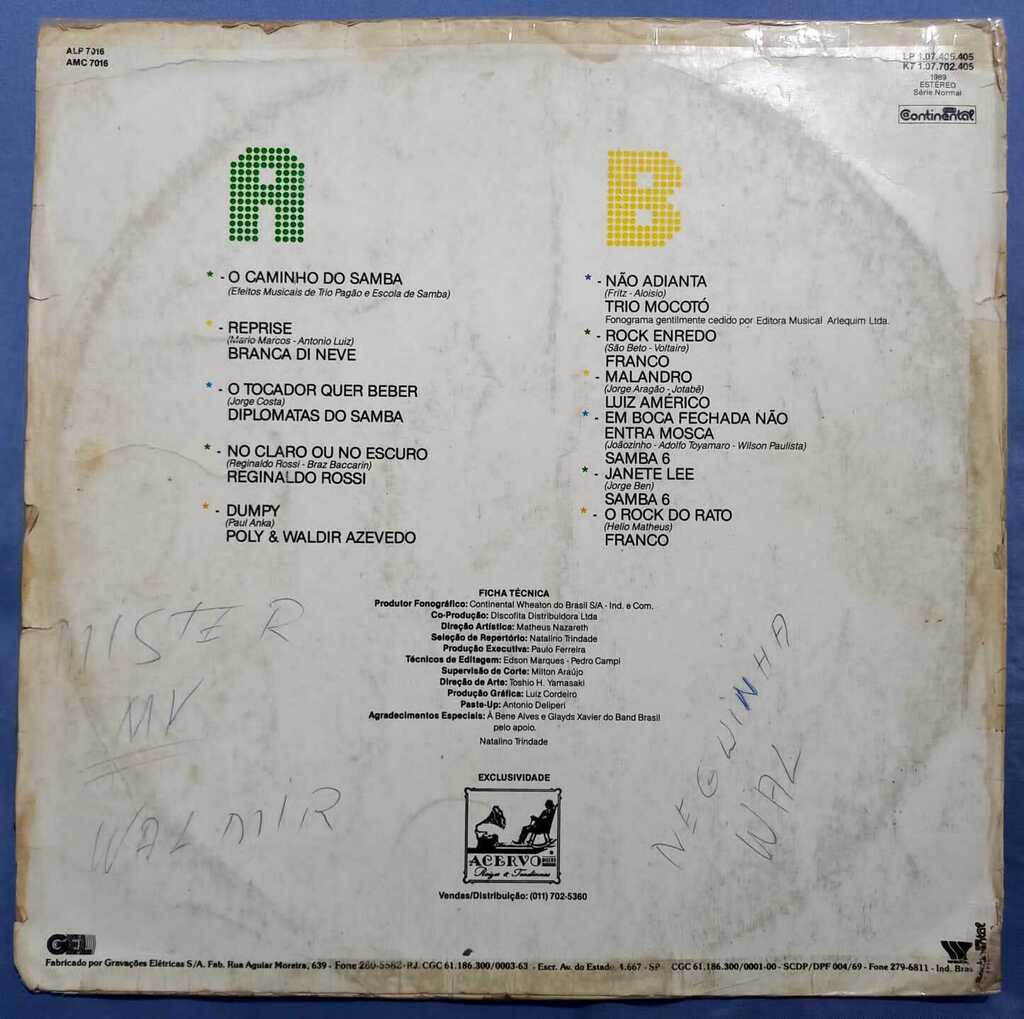 ALP 7016
AMC 7016
LP 1.07.405.405
K7 1.07.702.405
1989
ESTÉREO
Série Normal
Continental
A
* - O CAMINHO DO SAMBA
(Efeitos Musicais de Trio Pagão e Escola de Samba)
* - REPRISE
(Mario Marcos - Antonio Luiz)
BRANCA DI NEVE
* - O TOCADOR QUER BEBER
(Jorge Costa)
DIPLOMATAS DO SAMBA
* - NO CLARO OU NO ESCURO
(Reginaldo Rossi - Braz Baccarin)
REGINALDO ROSSI
* - DUMPY
(Paul Anka)
POLY & WALDIR AZEVEDO
B
* - NÃO ADIANTA
(Fritz - Aloisio)
TRIO MOCOTÓ
Fonograma gentilmente cedido por Editora Musical Arlequim Ltda.
* - ROCK ENREDO
(São Beto - Voltaire)
FRANCO
* - MALANDRO
(Jorge Aragão - Jotabê)
LUIZ AMÉRICO
* - EM BOCA FECHADA NÃO
ENTRA MOSCA
(Joãozinho - Adolfo Toyamaro - Wilson Paulista)
SAMBA 6
* - JANETE LEE
(Jorge Ben)
SAMBA 6
* - O ROCK DO RATO
(Helio Matheus)
FRANCO
FICHA TÉCNICA
Produtor Fonográfico: Continental Wheaton do Brasil S/A - Ind. e Com.
Co-Produção: Discofita Distribuidora Ltda
Direção Artística: Matheus Nazareth
Seleção de Repertório: Natalino Trindade
Produção Executiva: Paulo Ferreira
Técnicos de Editagem: Edson Marques - Pedro Campi
Supervisão de Corte: Milton Araújo
Direção de Arte: Toshio H. Yamasaki
Produção Gráfica: Luiz Cordeiro
Paste-Up: Antonio Deliperi
Agradecimentos Especiais: À Bene Alves e Glayds Xavier do Band Brasil
pelo apoio.
Natalino Trindade
MISTER
MV
WALMIR
NEGWINHA
WAL
EXCLUSIVIDADE
ACERVO
Raízes & Tendências
Vendas/Distribuição: (011) 702-5360
GEL
Fabricado por Gravações Elétricas S/A. Fab. Rua Aguiar Moreira, 639 - Fone 260-5582-RJ. CGC 61.186.300/0003-63 - Escr. Av. do Estado 4.667 - SP - CGC 61.186.300/0001-00 - SCDP/DPF 004/69 - Fone 279-6811 - Ind. Bras